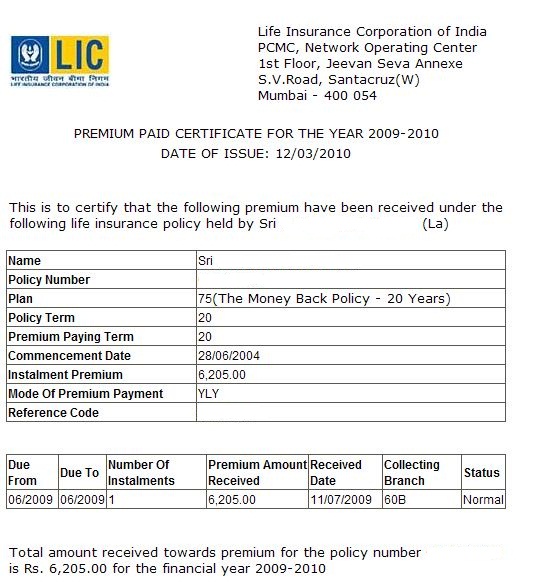 Life Insurance Corporation of India
PCMC, Network Operating Center
1st Floor, Jeevan Seva Annexe
S.V.Road, Santacruz(W)
Mumbai - 400 054
LIC
भारतीय जीवन बीमा निगम
LIFE INSURANCE CORPORATION OF INDIA
PREMIUM PAID CERTIFICATE FOR THE YEAR 2009-2010
DATE OF ISSUE: 12/03/2010
This is to certify that the following premium have been received under the
following life insurance policy held by Sri (La)
Name Sri
Policy Number
Plan 75(The Money Back Policy - 20 Years)
Policy Term 20
Premium Paying Term 20
Commencement Date 28/06/2004
Instalment Premium 6,205.00
Mode Of Premium Payment YLY
Reference Code
Due From Due To Number Of Instalments Premium Amount Received Received Date Collecting Branch Status
06/2009 06/2009 1 6,205.00 11/07/2009 60B Normal
Total amount received towards premium for the policy number
is Rs. 6,205.00 for the financial year 2009-2010